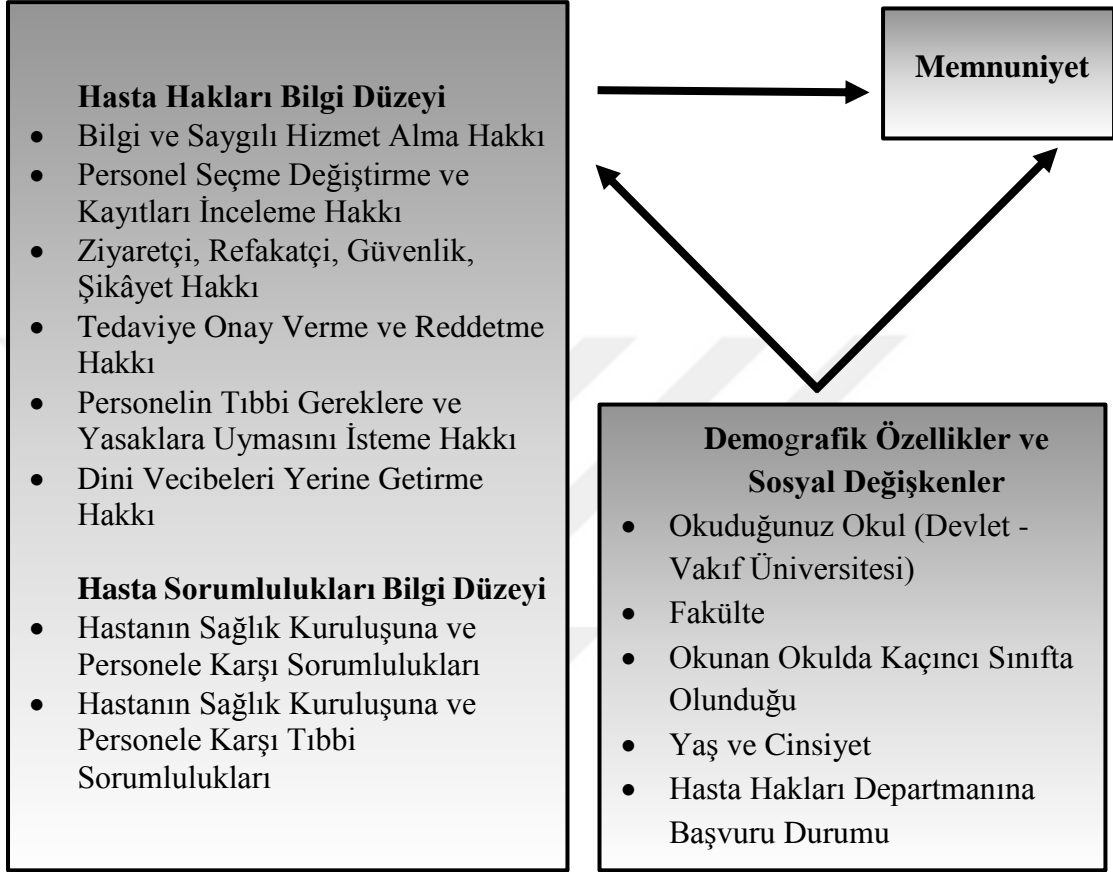 Hasta Hakları Bilgi Düzeyi
• Bilgi ve Saygılı Hizmet Alma Hakkı
• Personel Seçme Değiştirme ve
Kayıtları İnceleme Hakkı
• Ziyaretçi, Refakatçi, Güvenlik,
Şikâyet Hakkı
• Tedaviye Onay Verme ve Reddetme
Hakkı
• Personelin Tıbbi Gereklere ve
Yasaklara Uymasını İsteme Hakkı
• Dini Vecibeleri Yerine Getirme
Hakkı
Hasta Sorumlulukları Bilgi Düzeyi
• Hastanın Sağlık Kuruluşuna ve
Personele Karşı Sorumlulukları
• Hastanın Sağlık Kuruluşuna ve
Personele Karşı Tıbbi
Sorumlulukları
Memnuniyet
Demografik Özellikler ve
Sosyal Değişkenler
• Okuduğunuz Okul (Devlet -
Vakıf Üniversitesi)
• Fakülte
• Okunan Okulda Kaçıncı Sınıfta
Olunduğu
• Yaş ve Cinsiyet
• Hasta Hakları Departmanına
Başvuru Durumu